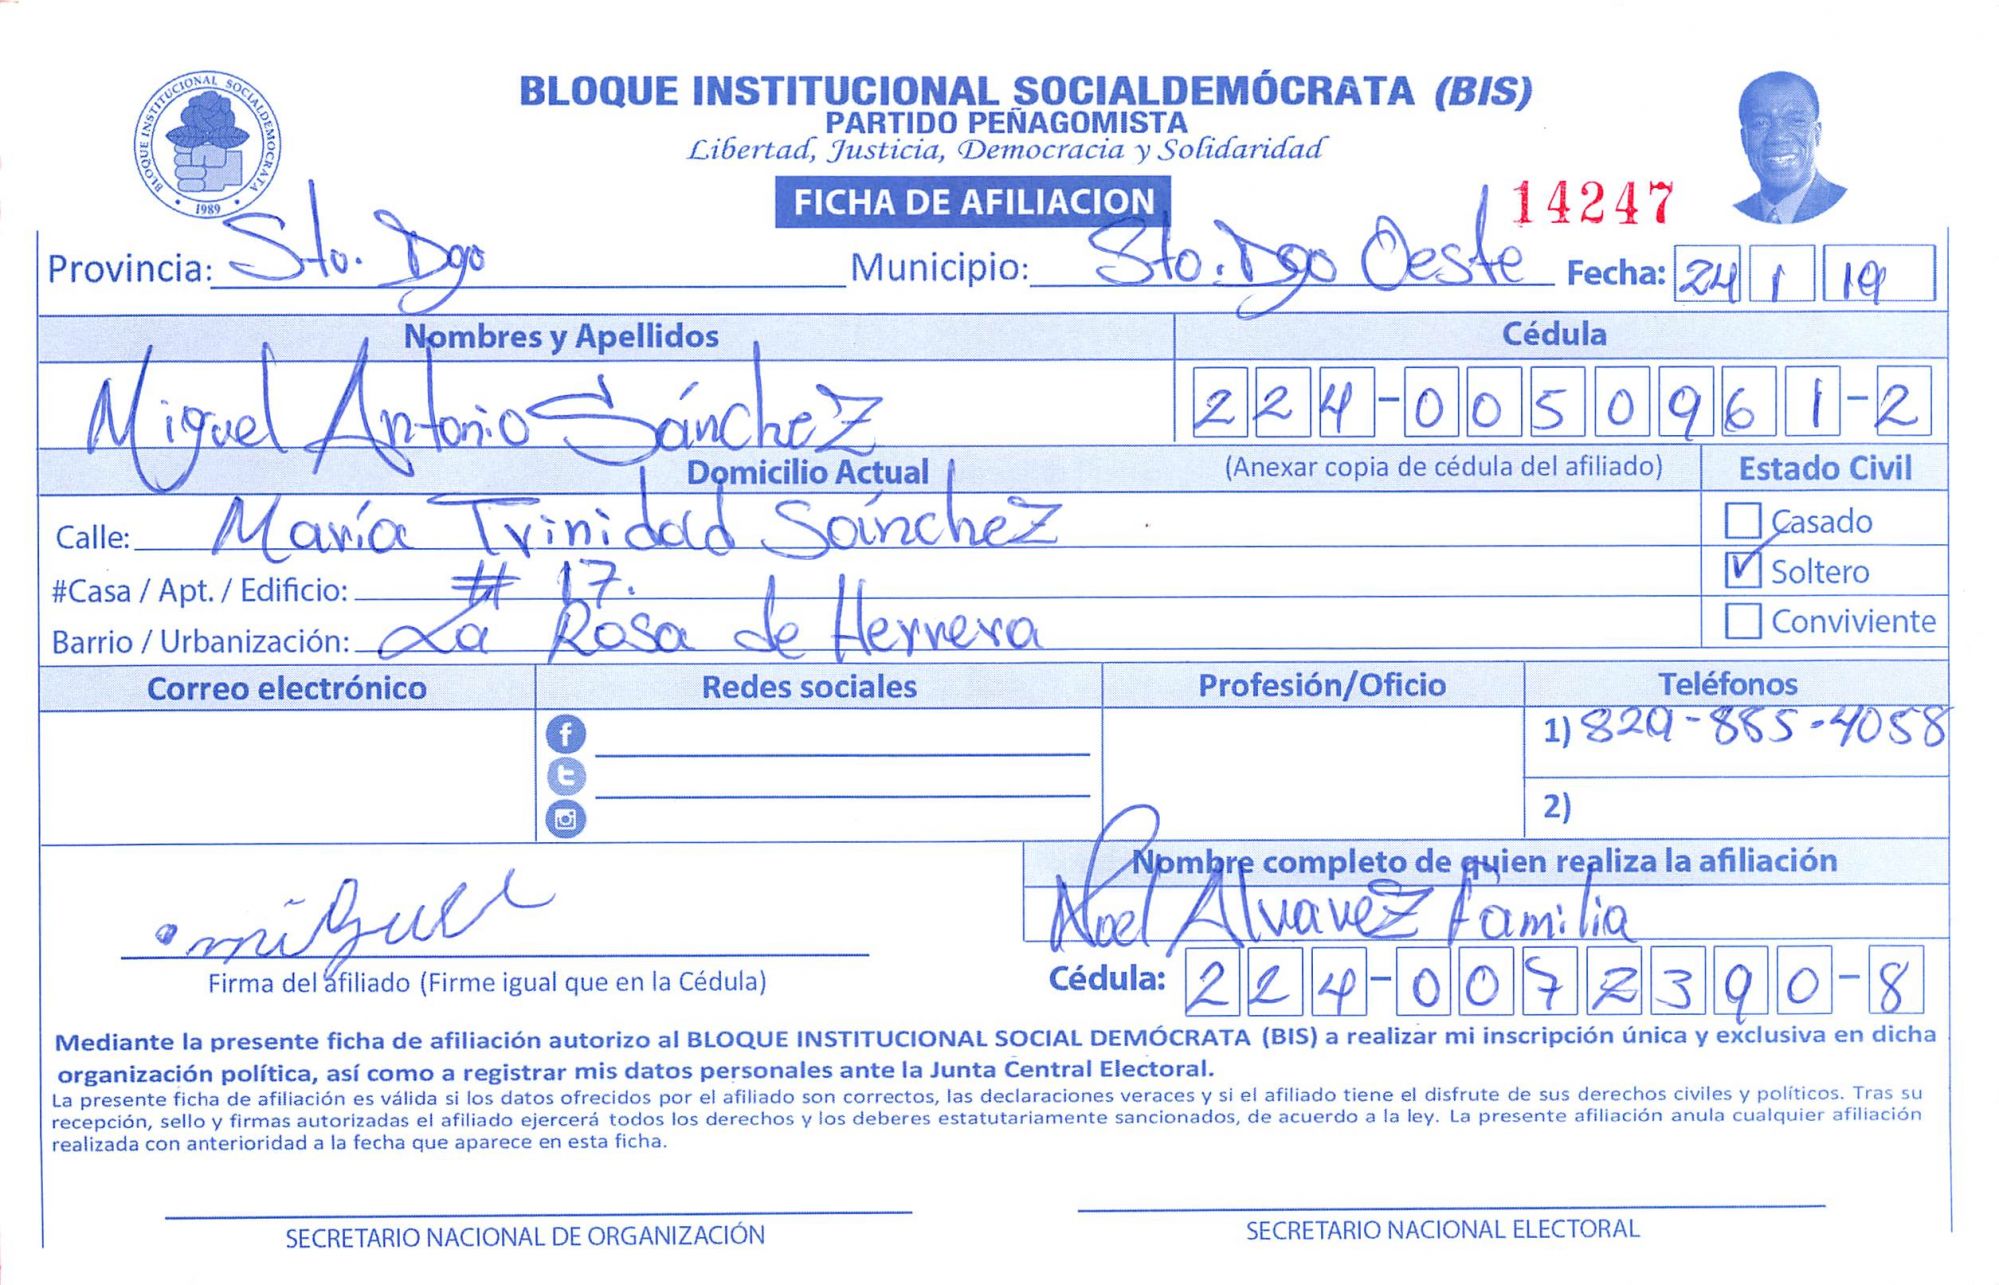 BLOQUE INSTITUCIONAL SOCIALDEMÓCRATA (BIS)
PARTIDO PEÑAGOMISTA
Libertad, Justicia, Democracia y Solidaridad
BLOQUE INSTITUCIONAL SOCIALDEMOCRATA
1989
FICHA DE AFILIACION
14247
Provincia: Sto. Dgo Municipio: Sto. Dgo Oeste Fecha: 24 1 19
Nombres y Apellidos Cédula
Miguel Antonio SáncheZ 224-0050961-2
Domicilio Actual (Anexar copia de cédula del afiliado) Estado Civil
Calle: María Trinidad SáncheZ Casado
#Casa / Apt. / Edificio: # 17. Soltero
Barrio / Urbanización: La Rosa de Herrera Conviviente
Correo electrónico Redes sociales Profesión/Oficio Teléfonos
1) 829-885-4058
2)
Nombre completo de quien realiza la afiliación
miguel Noel AlvareZ Familia
Firma del afiliado (Firme igual que en la Cédula) Cédula: 224-0072390-8
Mediante la presente ficha de afiliación autorizo al BLOQUE INSTITUCIONAL SOCIAL DEMÓCRATA (BIS) a realizar mi inscripción única y exclusiva en dicha
organización política, así como a registrar mis datos personales ante la Junta Central Electoral.
La presente ficha de afiliación es válida si los datos ofrecidos por el afiliado son correctos, las declaraciones veraces y si el afiliado tiene el disfrute de sus derechos civiles y políticos. Tras su
recepción, sello y firmas autorizadas el afiliado ejercerá todos los derechos y los deberes estatutariamente sancionados, de acuerdo a la ley. La presente afiliación anula cualquier afiliación
realizada con anterioridad a la fecha que aparece en esta ficha.
SECRETARIO NACIONAL DE ORGANIZACIÓN SECRETARIO NACIONAL ELECTORAL